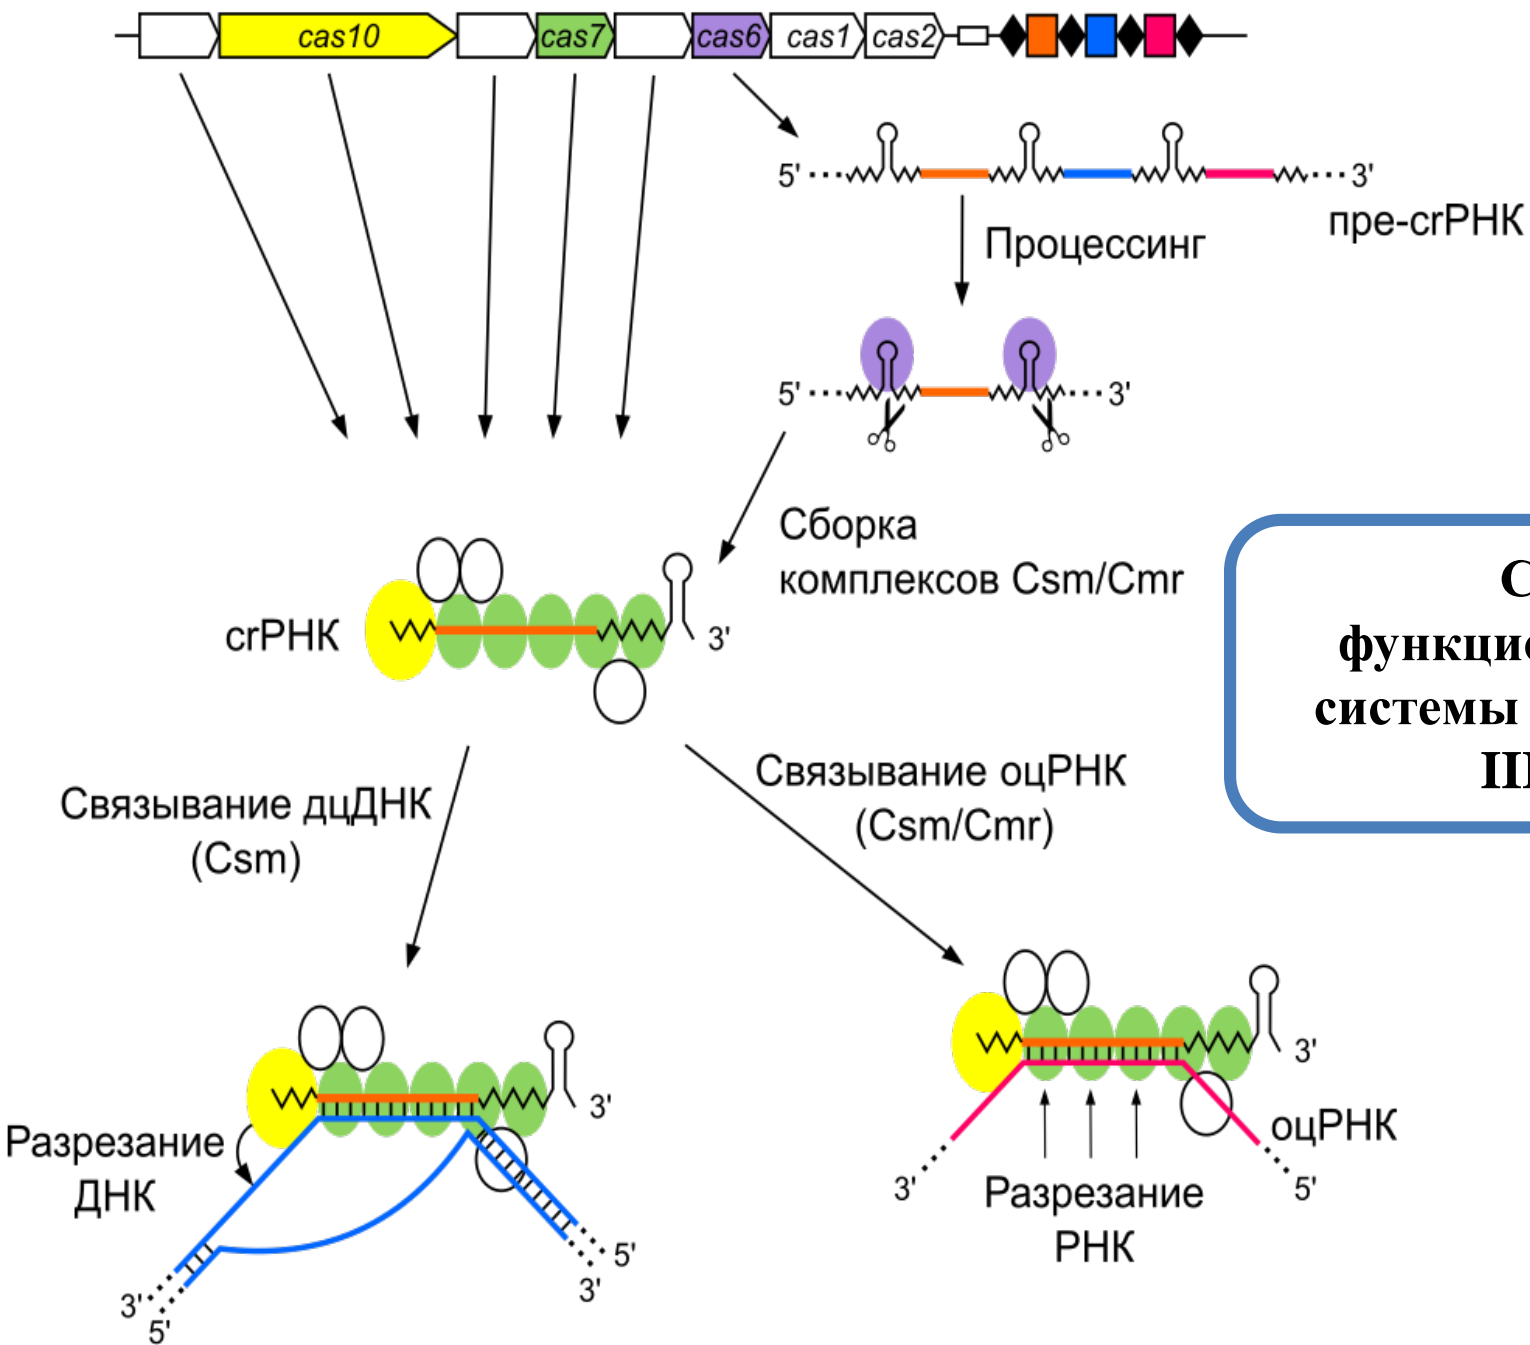 cas10 cas7 cas6 cas1 cas2
5' 3'
пре-crРНК
Процессинг
5' 3'
Сборка
комплексов Csm/Cmr
crРНК 3'
функцио
системы
III
Связывание дцДНК
(Csm)
Связывание оцРНК
(Csm/Cmr)
3'
Разрезание
ДНК
5'
3'
3'
5'
3'
оцРНК
3'
5'
Разрезание
РНК